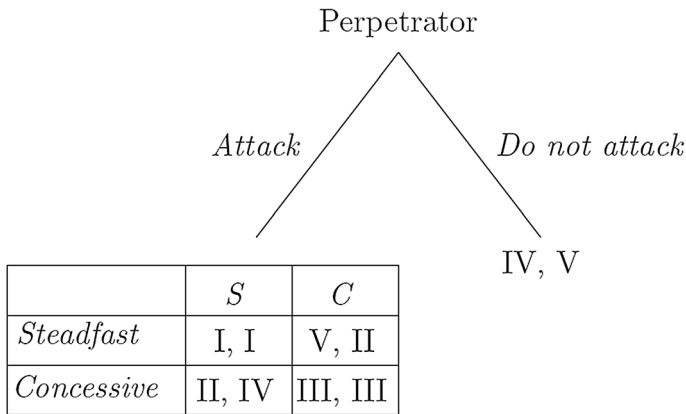 Perpetrator
Attack
Do not attack
IV, V
S C
Steadfast I, I V, II
Concessive II, IV III, III